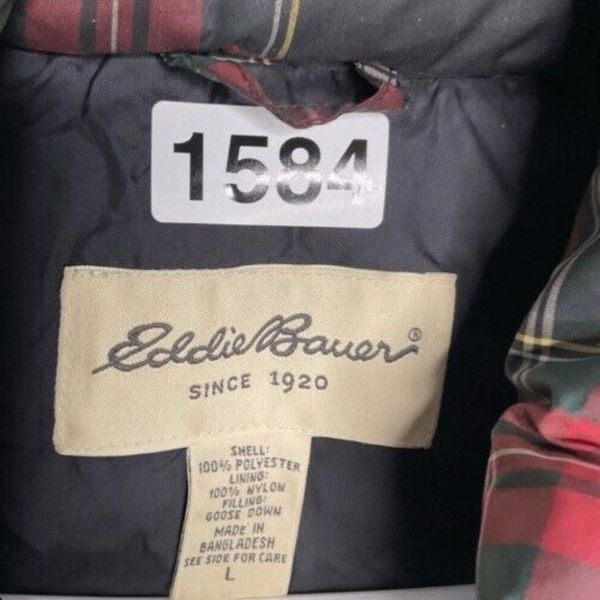 1584
Eddie Bauer®
SINCE 1920
SHELL:
100% POLYESTER
LINING:
100% NYLON
FILLING:
GOOSE DOWN
MADE IN
BANGLADESH
SEE SIDE FOR CARE
L